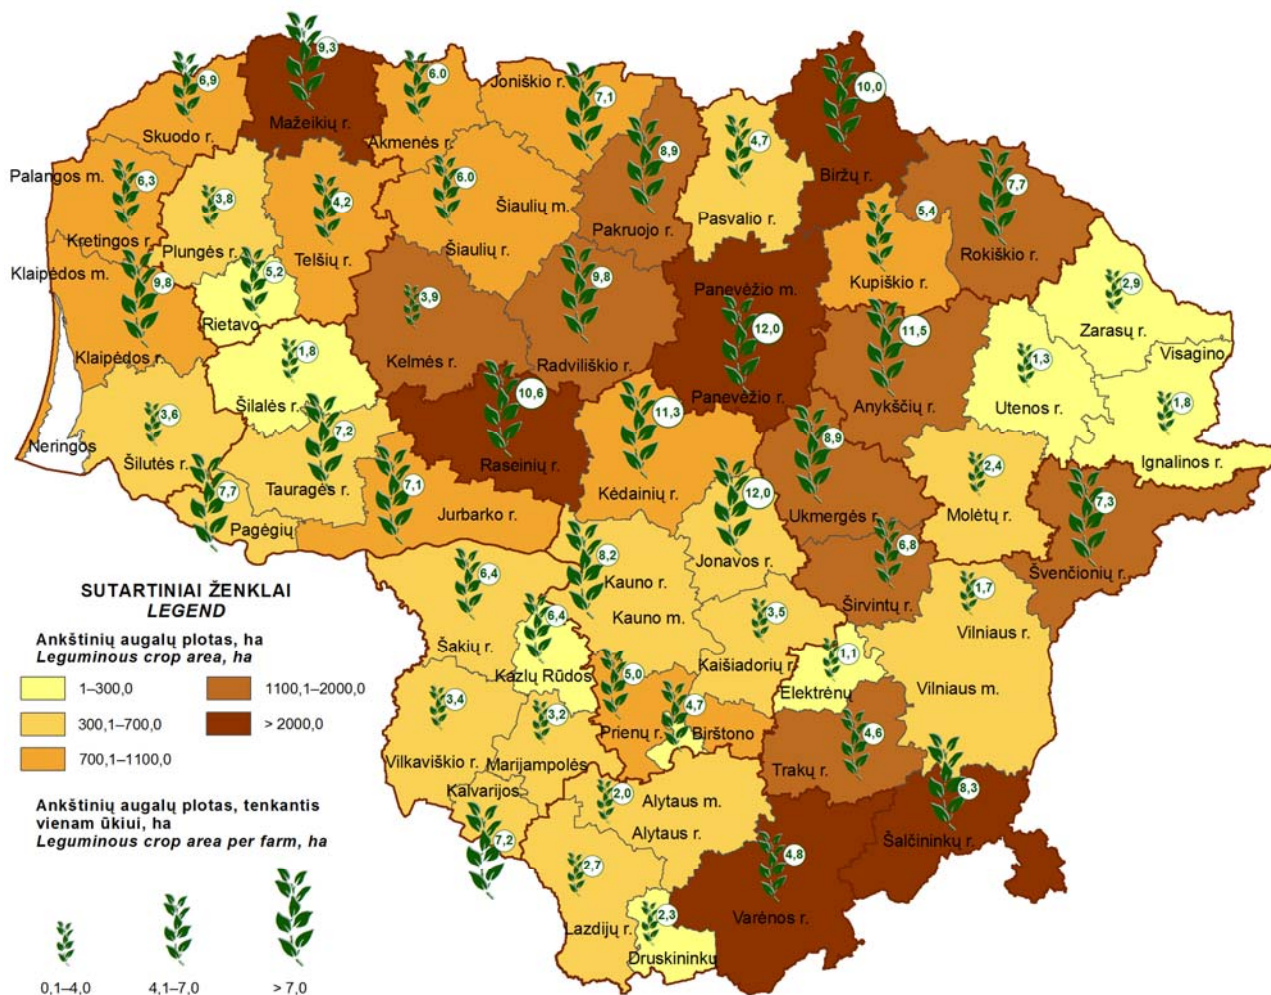 9,3
6,9
6.0
Joniškio r.
7,1
10,0
Skuodo r.
Mažeikių r.
Akmenės r.
8,9
4,7
Biržų r.
Palangos m.
6,3
3,8
4,2
6.0
Šiaulių m.
Pakruojo r.
Pasvalio r.
5,4
7,7
Kretingos r.
Plungės r.
Telšių r.
Šiaulių r.
Rokiškio r.
Klaipėdos m.
9,8
5,2
3,9
9,8
Panevėžio m.
Kupiškio r.
2,9
Rietavo
12,0
11,5
Zarasų r.
Klaipėdos r.
1,8
Kelmės r.
Radviliškio r.
1,3
Visagino
Šilalės r.
10,6
Panevėžio r.
Anykščių r.
Utenos r.
1,8
3,6
7,2
11,3
8,9
Neringos
Šilutės r.
Raseinių r.
2,4
Ignalinos r.
7,7
Tauragės r.
7,1
Kėdainių r.
12,0
Ukmergės r.
Molėtų r.
7,3
Pagėgių
Jurbarko r.
8,2
Jonavos r.
6,8
Švenčionių r.
6,4
Kauno r.
Širvintų r.
1,7
Kauno m.
3,5
Vilniaus r.
Šakių r.
6,4
Kaišiadorių r.
1,1
Kazlų Rūdos
5,0
Elektrėnų
Vilniaus m.
3,4
3,2
4,7
4,6
Prienų r.
Birštono
Vilkaviškio r.
Marijampolės
Trakų r.
Kalvarijos
2,0
Alytaus m.
8,3
7,2
Alytaus r.
Šalčininkų r.
2,7
4,8
Lazdijų r.
2,3
Varėnos r.
Druskininkų
SUTARTINIAI ŽENKLAI
LEGEND
Ankštinių augalų plotas, ha
Leguminous crop area, ha
1–300,0
1100,1–2000,0
300,1–700,0
> 2000,0
700,1–1100,0
Ankštinių augalų plotas, tenkantis
vienam ūkiui, ha
Leguminous crop area per farm, ha
0,1–4,0
4,1–7,0
> 7,0